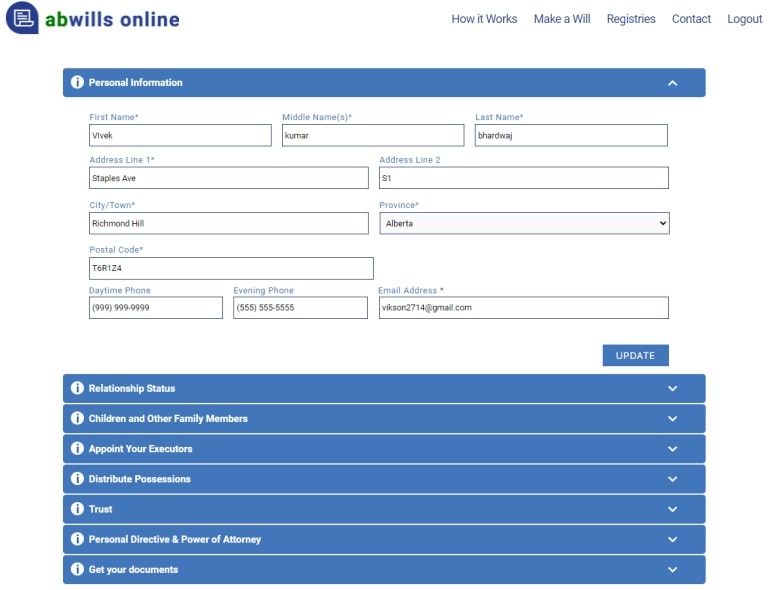 abwills online
How it Works Make a Will Registries Contact Logout
Personal Information
First Name* Middle Name(s)* Last Name*
VIvek kumar bhardwaj
Address Line 1* Address Line 2
Staples Ave S1
City/Town* Province*
Richmond Hill Alberta
Postal Code*
T6R1Z4
Daytime Phone Evening Phone Email Address *
(999) 999-9999 (555) 555-5555 vikson2714@gmail.com
UPDATE
Relationship Status
Children and Other Family Members
Appoint Your Executors
Distribute Possessions
Trust
Personal Directive & Power of Attorney
Get your documents